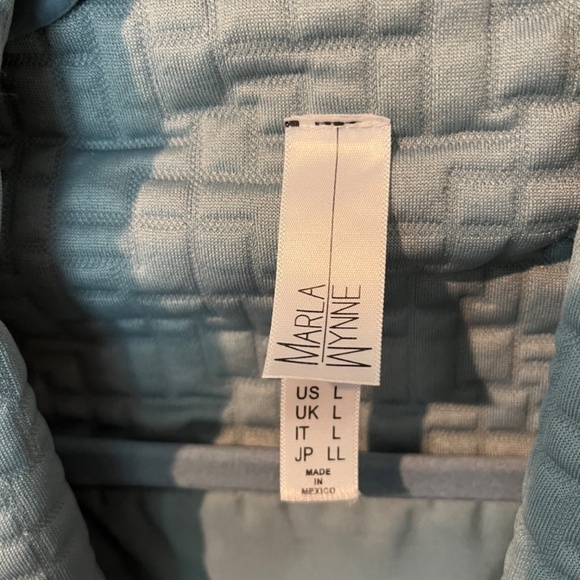 MARLA
WYNNE
US L
UK L
IT L
JP LL
MADE
IN
MEXICO